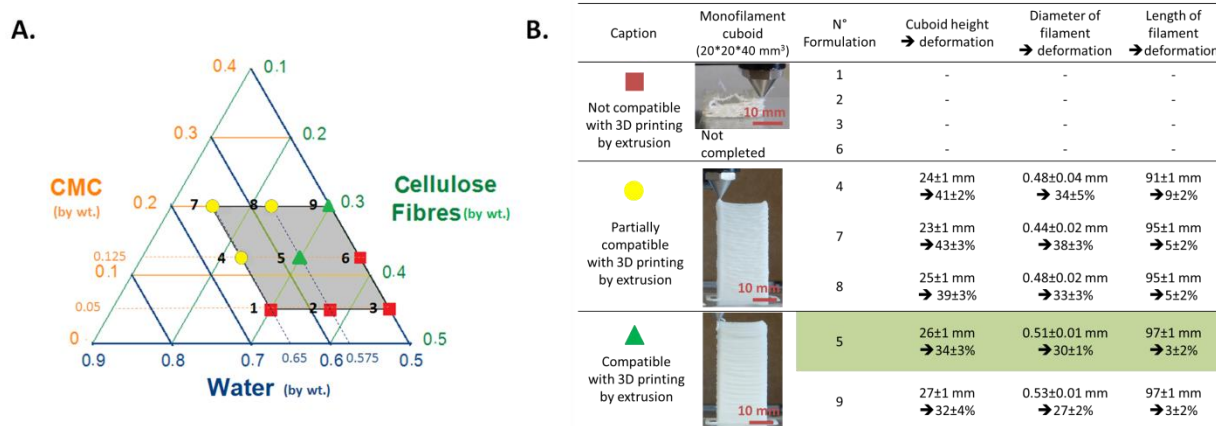 A.
0.4
0.1
0.3
0.2
CMC
(by wt.)
Cellulose
Fibres (by wt.)
0.2
7
8
9
0.3
0.125
4
5
6
0.1
0.4
0.05
1
2
3
0
0.5
0.9
0.8
0.7
0.65
0.6
0.575
0.5
Water (by wt.)
B.
Caption
Monofilament
cuboid
(20*20*40 mm³)
N°
Formulation
Cuboid height
➔ deformation
Diameter of
filament
➔ deformation
Length of
filament
➔deformation
Not compatible
with 3D printing
by extrusion
10 mm
Not
completed
1 - - -
2 - - -
3 - - -
6 - - -
Partially
compatible
with 3D printing
by extrusion
10 mm
4
24±1 mm
➔41±2%
0.48±0.04 mm
➔ 34±5%
91±1 mm
➔9±2%
7
23±1 mm
➔43±3%
0.44±0.02 mm
➔38±3%
95±1 mm
➔5±2%
8
25±1 mm
➔ 39±3%
0.48±0.02 mm
➔33±3%
95±1 mm
➔5±2%
Compatible
with 3D printing
by extrusion
10 mm
5
26±1 mm
➔34±3%
0.51±0.01 mm
➔30±1%
97±1 mm
➔3±2%
9
27±1 mm
➔32±4%
0.53±0.01 mm
➔27±2%
97±1 mm
➔3±2%